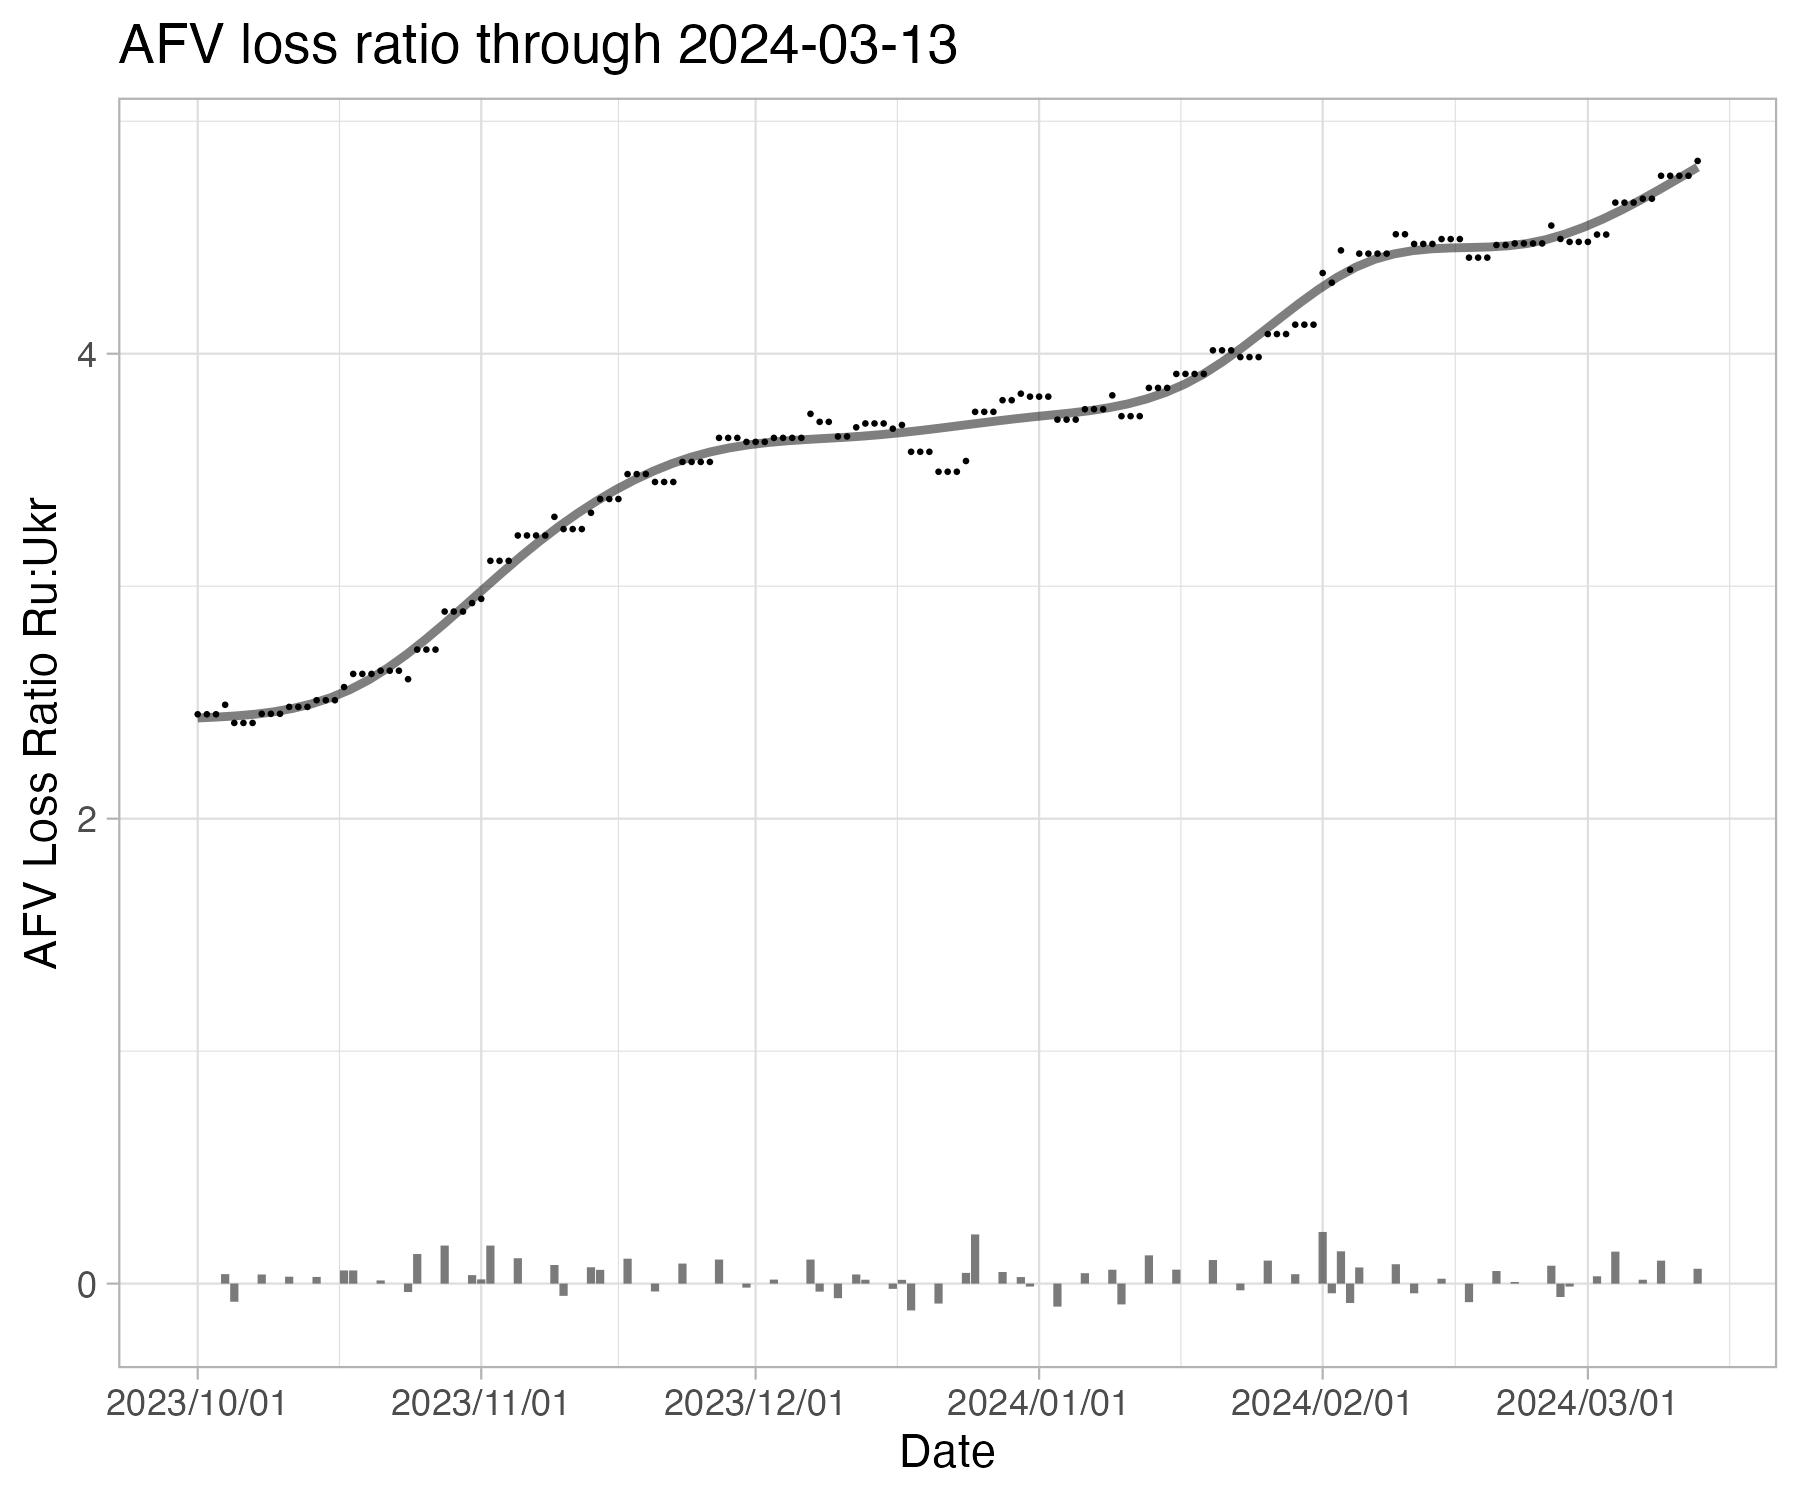 AFV loss ratio through 2024-03-13
AFV Loss Ratio Ru:Ukr
4
2
0
2023/10/01 2023/11/01 2023/12/01 2024/01/01 2024/02/01 2024/03/01
Date